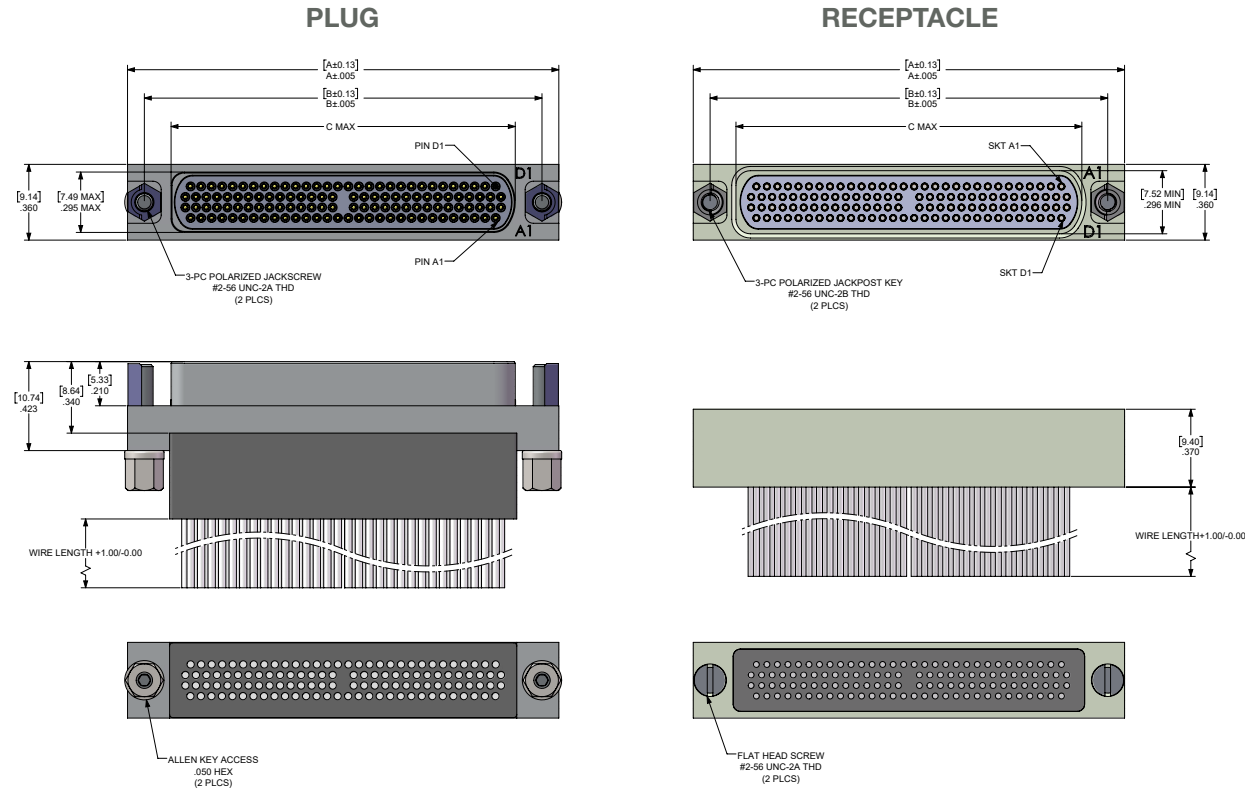 PLUG
RECEPTACLE
[A±0.13]
A±.005
[B±0.13]
B±.005
C MAX
PIN D1
D1
[9.14]
.360
[7.49 MAX]
.295 MAX
A1
PIN A1
3-PC POLARIZED JACKSCREW
#2-56 UNC-2A THD
(2 PLCS)
[A±0.13]
A±.005
[B±0.13]
B±.005
C MAX
SKT A1
A1
[7.52 MIN]
.296 MIN
[9.14]
.360
D1
SKT D1
3-PC POLARIZED JACKPOST KEY
#2-56 UNC-2B THD
(2 PLCS)
[10.74]
.423
[8.64]
.340
[5.33]
.210
WIRE LENGTH +1.00/-0.00
[9.40]
.370
WIRE LENGTH+1.00/-0.00
ALLEN KEY ACCESS
.050 HEX
(2 PLCS)
FLAT HEAD SCREW
#2-56 UNC-2A THD
(2 PLCS)